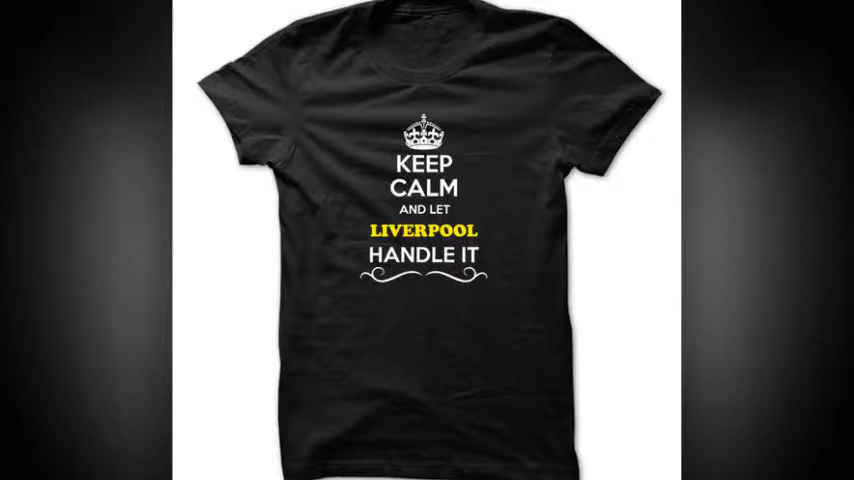 KEEP
CALM
AND LET
LIVERPOOL
HANDLE IT